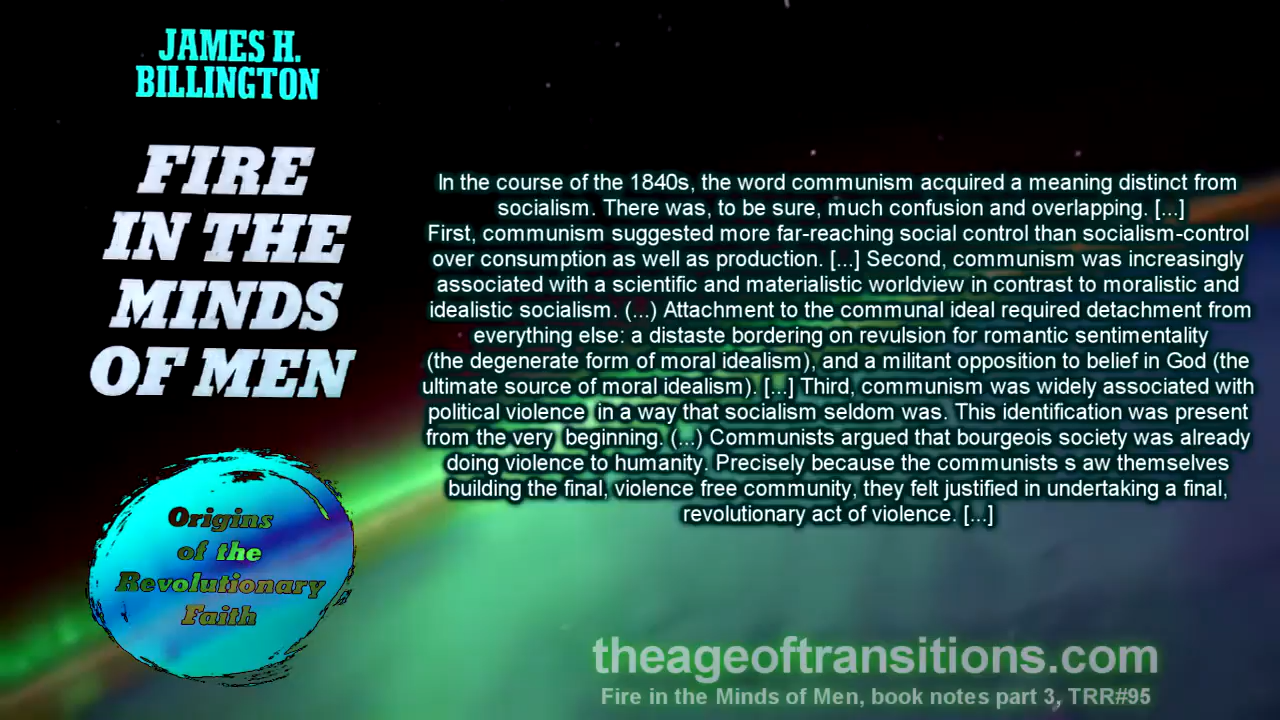 JAMES H.
BILLINGTON
FIRE
IN THE
MINDS
OF MEN
Origins
of the
Revolutionary
Faith
In the course of the 1840s, the word communism acquired a meaning distinct from
socialism. There was, to be sure, much confusion and overlapping. [...]
First, communism suggested more far-reaching social control than socialism-control
over consumption as well as production. [...] Second, communism was increasingly
associated with a scientific and materialistic worldview in contrast to moralistic and
idealistic socialism. (...) Attachment to the communal ideal required detachment from
everything else: a distaste bordering on revulsion for romantic sentimentality
(the degenerate form of moral idealism), and a militant opposition to belief in God (the
ultimate source of moral idealism). [...] Third, communism was widely associated with
political violence in a way that socialism seldom was. This identification was present
from the very beginning. (...) Communists argued that bourgeois society was already
doing violence to humanity. Precisely because the communists s aw themselves
building the final, violence free community, they felt justified in undertaking a final,
revolutionary act of violence. [...]
theageoftransitions.com
Fire in the Minds of Men, book notes part 3, TRR#95